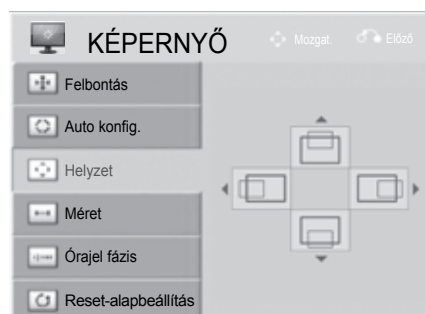 KÉPERNYŐ
Mozgat. Előző
Felbontás
Auto konfig.
Helyzet
Méret
Órajel fázis
Reset-alapbeállítás